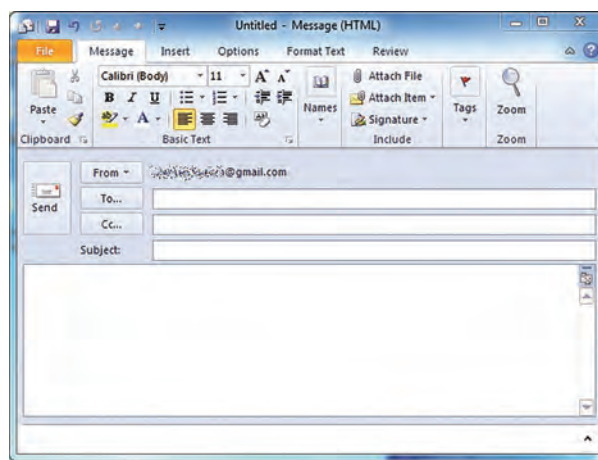 Untitled - Message (HTML)
File Message Insert Options Format Text Review
Calibri (Body) 11 A A
Paste B I U Names Attach File Tags Zoom
A Attach Item
Signature
Clipboard Basic Text Include Zoom
From @gmail.com
Send To...
Cc...
Subject: